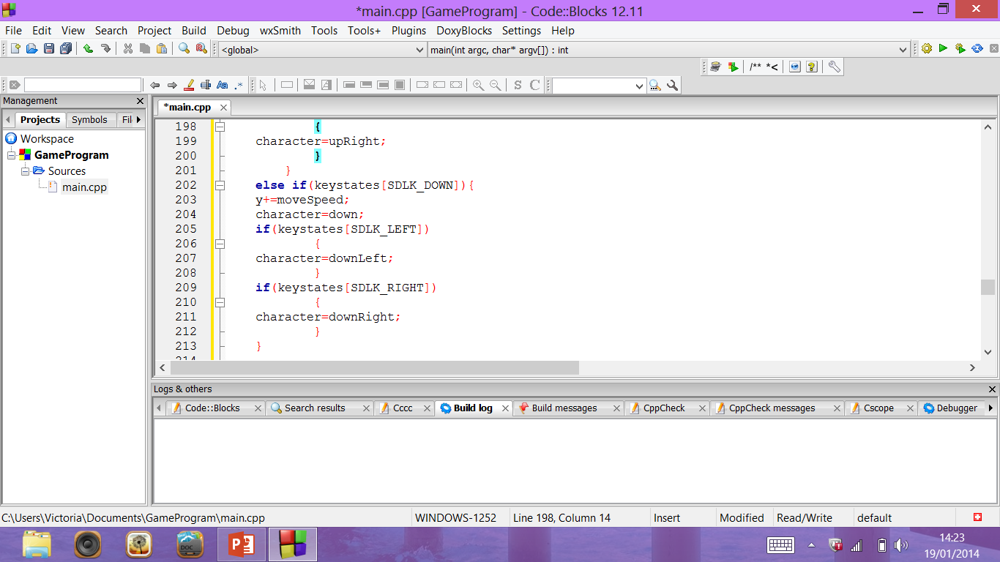 *main.cpp [GameProgram] - Code::Blocks 12.11
File Edit View Search Project Build Debug wxSmith Tools Tools+ Plugins DoxyBlocks Settings Help
<global> main(int argc, char* argv[]) : int
/** *<
Aa .* S C
Management
Projects Symbols Fil
*main.cpp
Workspace
GameProgram
Sources
main.cpp
198 {
199 character=upRight;
200 }
201 }
202 else if(keystates[SDLK_DOWN]){
203 y+=moveSpeed;
204 character=down;
205 if(keystates[SDLK_LEFT])
206 {
207 character=downLeft;
208 }
209 if(keystates[SDLK_RIGHT])
210 {
211 character=downRight;
212 }
213 }
214
Logs & others
Code::Blocks Search results Cccc Build log Build messages CppCheck CppCheck messages Cscope Debugger
C:\Users\Victoria\Documents\GameProgram\main.cpp WINDOWS-1252 Line 198, Column 14 Insert Modified Read/Write default
DOC P
14:23
19/01/2014